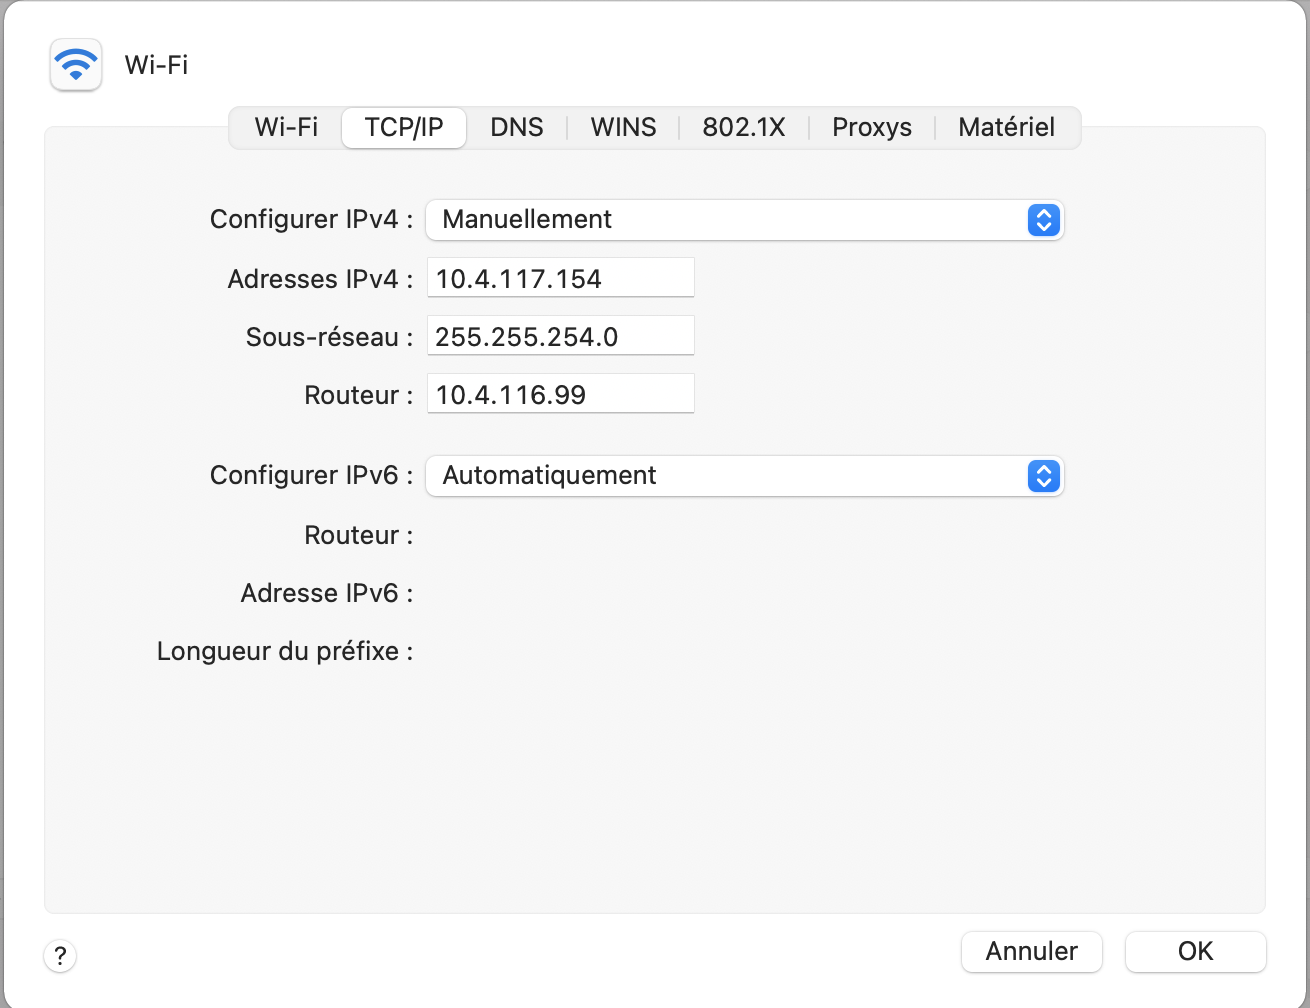 Wi-Fi
Wi-Fi TCP/IP DNS WINS 802.1X Proxys Matériel
Configurer IPv4 : Manuellement
Adresses IPv4 : 10.4.117.154
Sous-réseau : 255.255.254.0
Routeur : 10.4.116.99
Configurer IPv6 : Automatiquement
Routeur :
Adresse IPv6 :
Longueur du préfixe :
? Annuler OK